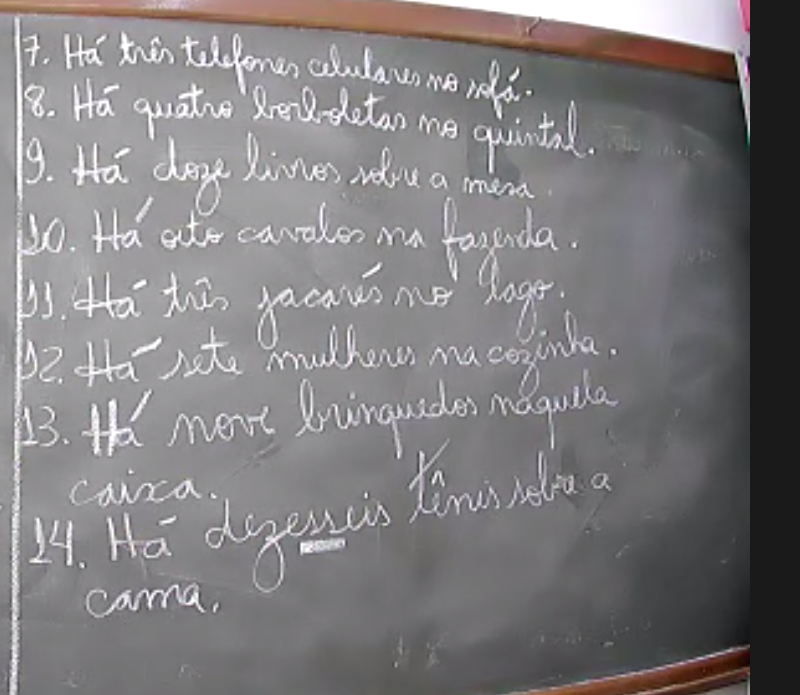 7. Há três telefones celulares no sofá.
8. Há quatro borboletas no quintal.
9. Há doze livros sobre a mesa.
10. Há oito cavalos na fazenda.
11. Há três jacarés no lago.
12. Há sete mulheres na cozinha.
13. Há nove brinquedos naquela
caixa.
14. Há dezesseis tênis sobre a
cama.